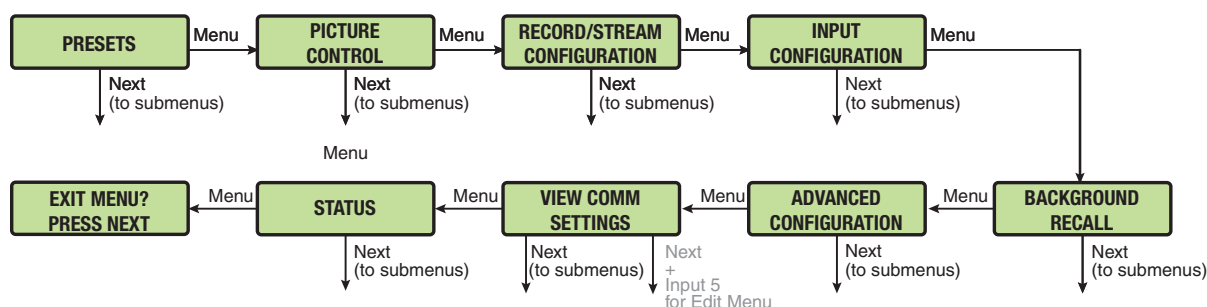 PRESETS
Menu
PICTURE
CONTROL
Menu
RECORD/STREAM
CONFIGURATION
Menu
INPUT
CONFIGURATION
Menu
Next
(to submenus)
Next
(to submenus)
Next
(to submenus)
Next
(to submenus)
Menu
EXIT MENU?
PRESS NEXT
Menu
STATUS
Menu
VIEW COMM
SETTINGS
Menu
ADVANCED
CONFIGURATION
Menu
BACKGROUND
RECALL
Next
(to submenus)
Next
(to submenus)
Next
+
Input 5
for Edit Menu
Next
(to submenus)
Next
(to submenus)